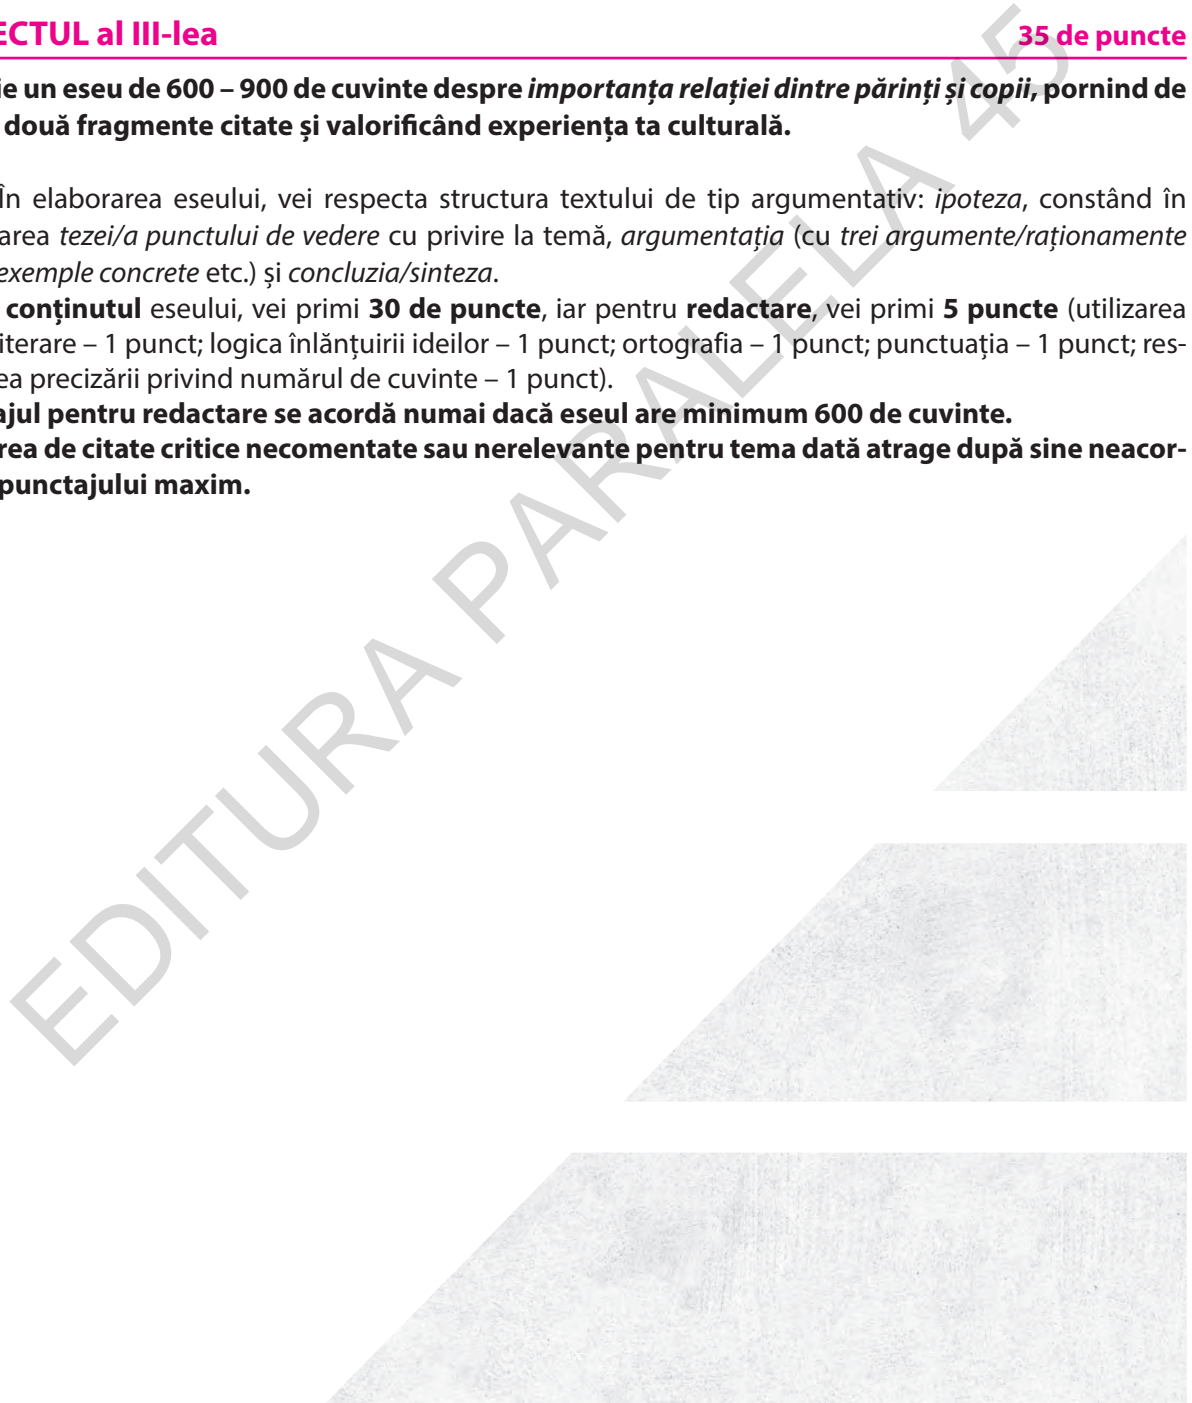 ECTUL al III-lea 35 de puncte
ie un eseu de 600 – 900 de cuvinte despre importanța relației dintre părinți și copii, pornind de
două fragmente citate și valorificând experiența ta culturală.
În elaborarea eseului, vei respecta structura textului de tip argumentativ: ipoteza, constând în
area tezei/a punctului de vedere cu privire la temă, argumentația (cu trei argumente/raționamente
exemple concrete etc.) și concluzia/sinteza.
conținutul eseului, vei primi 30 de puncte, iar pentru redactare, vei primi 5 puncte (utilizarea
iterare – 1 punct; logica înlănțuirii ideilor – 1 punct; ortografia – 1 punct; punctuația – 1 punct; res-
ea precizării privind numărul de cuvinte – 1 punct).
ajul pentru redactare se acordă numai dacă eseul are minimum 600 de cuvinte.
rea de citate critice necomentate sau nerelevante pentru tema dată atrage după sine neacor-
punctajului maxim.
EDITURA PARALELA 45